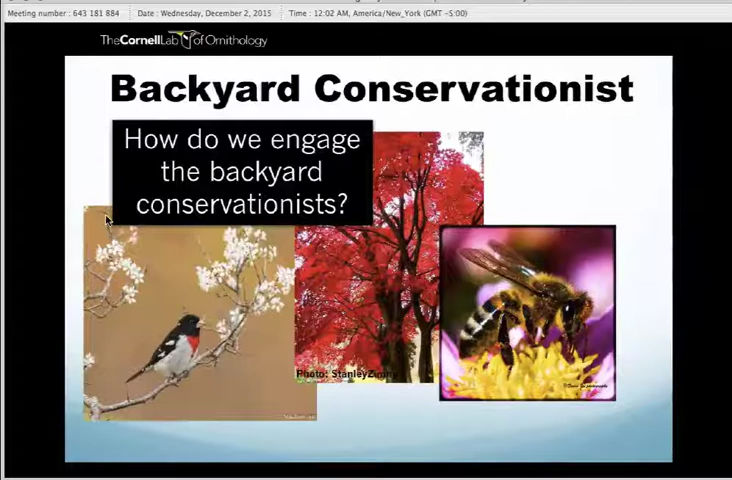 Meeting number : 643 181 884 Date : Wednesday, December 2, 2015 Time : 12:02 AM, America/New_York (GMT -5:00)
TheCornellLab of Ornithology
Backyard Conservationist
How do we engage
the backyard
conservationists?
Photo: StanleyZimny